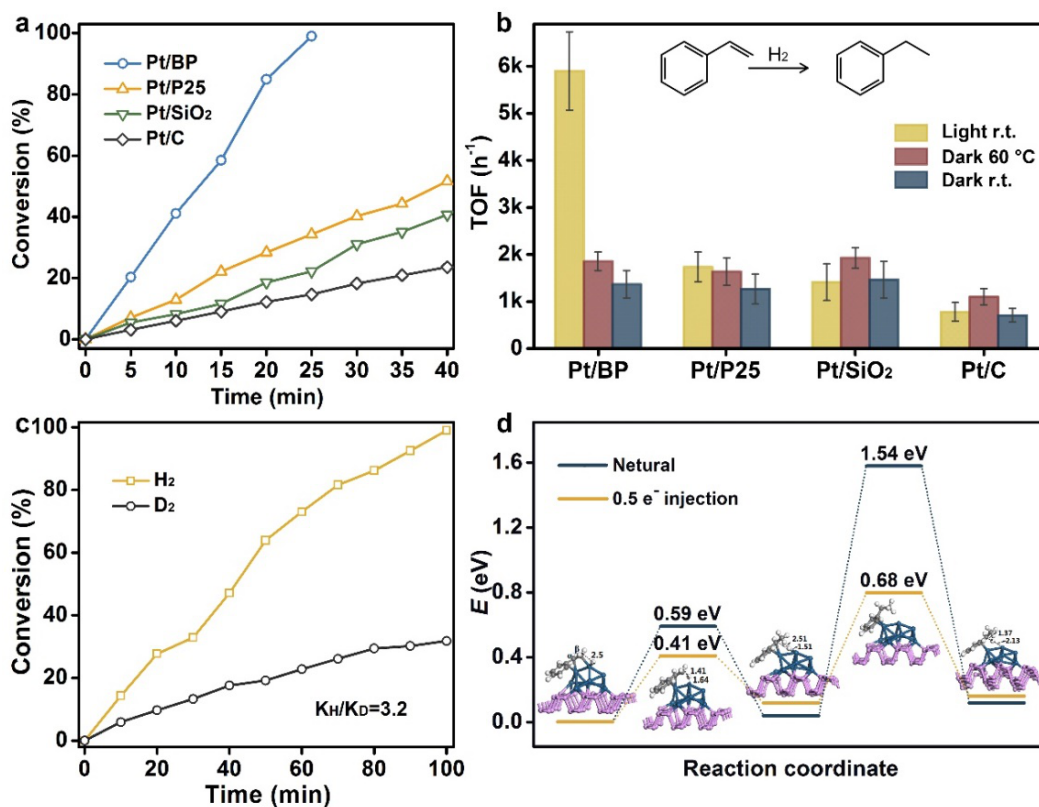 a
Conversion (%)
100
80
60
40
20
0
Pt/BP
Pt/P25
Pt/SiO₂
Pt/C
0 5 10 15 20 25 30 35 40
Time (min)
b
TOF (h⁻¹)
6k
5k
4k
3k
2k
1k
0
H₂
Light r.t.
Dark 60 °C
Dark r.t.
Pt/BP Pt/P25 Pt/SiO₂ Pt/C
c
Conversion (%)
100
80
60
40
20
0
H₂
D₂
KH/KD=3.2
0 20 40 60 80 100
Time (min)
d
E (eV)
1.6
1.2
0.8
0.4
0.0
Netural
0.5 e⁻ injection
1.54 eV
0.68 eV
0.59 eV
0.41 eV
2.5
1.41
1.64
2.51
1.51
1.37
2.13
Reaction coordinate